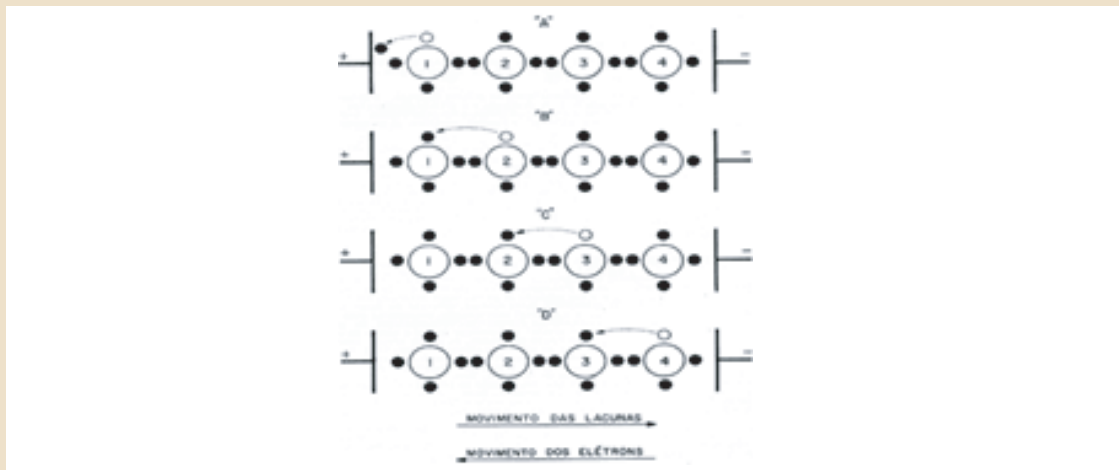 "A"
+ 1 2 3 4 −
"B"
+ 1 2 3 4 −
"C"
+ 1 2 3 4 −
"D"
+ 1 2 3 4 −
MOVIMENTO DAS LACUNAS
MOVIMENTO DOS ELÉTRONS